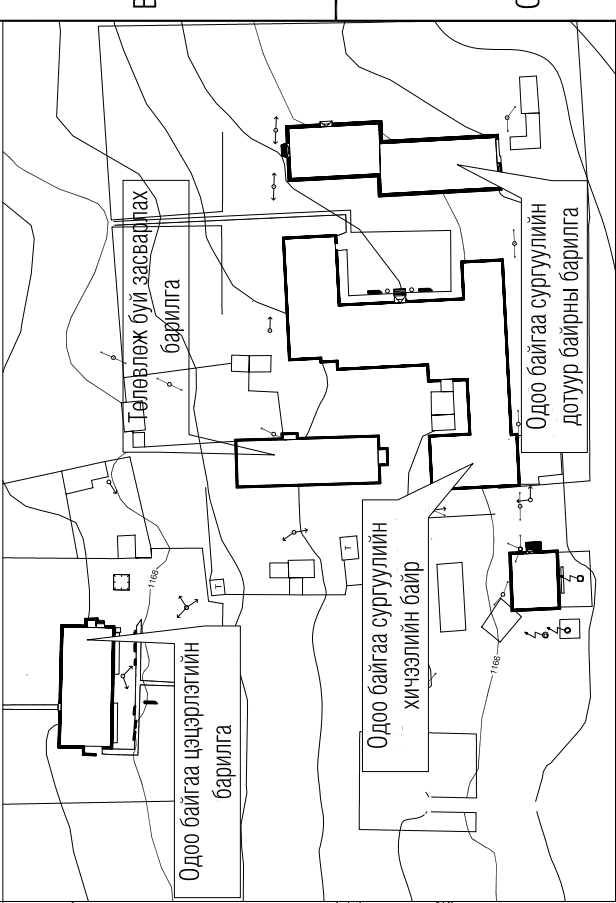 Төлөвлөж буй засварлах
барилга
Одоо байгаа сургуулийн
дотуур байрны барилга
Одоо байгаа сургуулийн
хичээлийн байр
Одоо байгаа цэцэрлэгийн
барилга
1168
1166
Т
Т